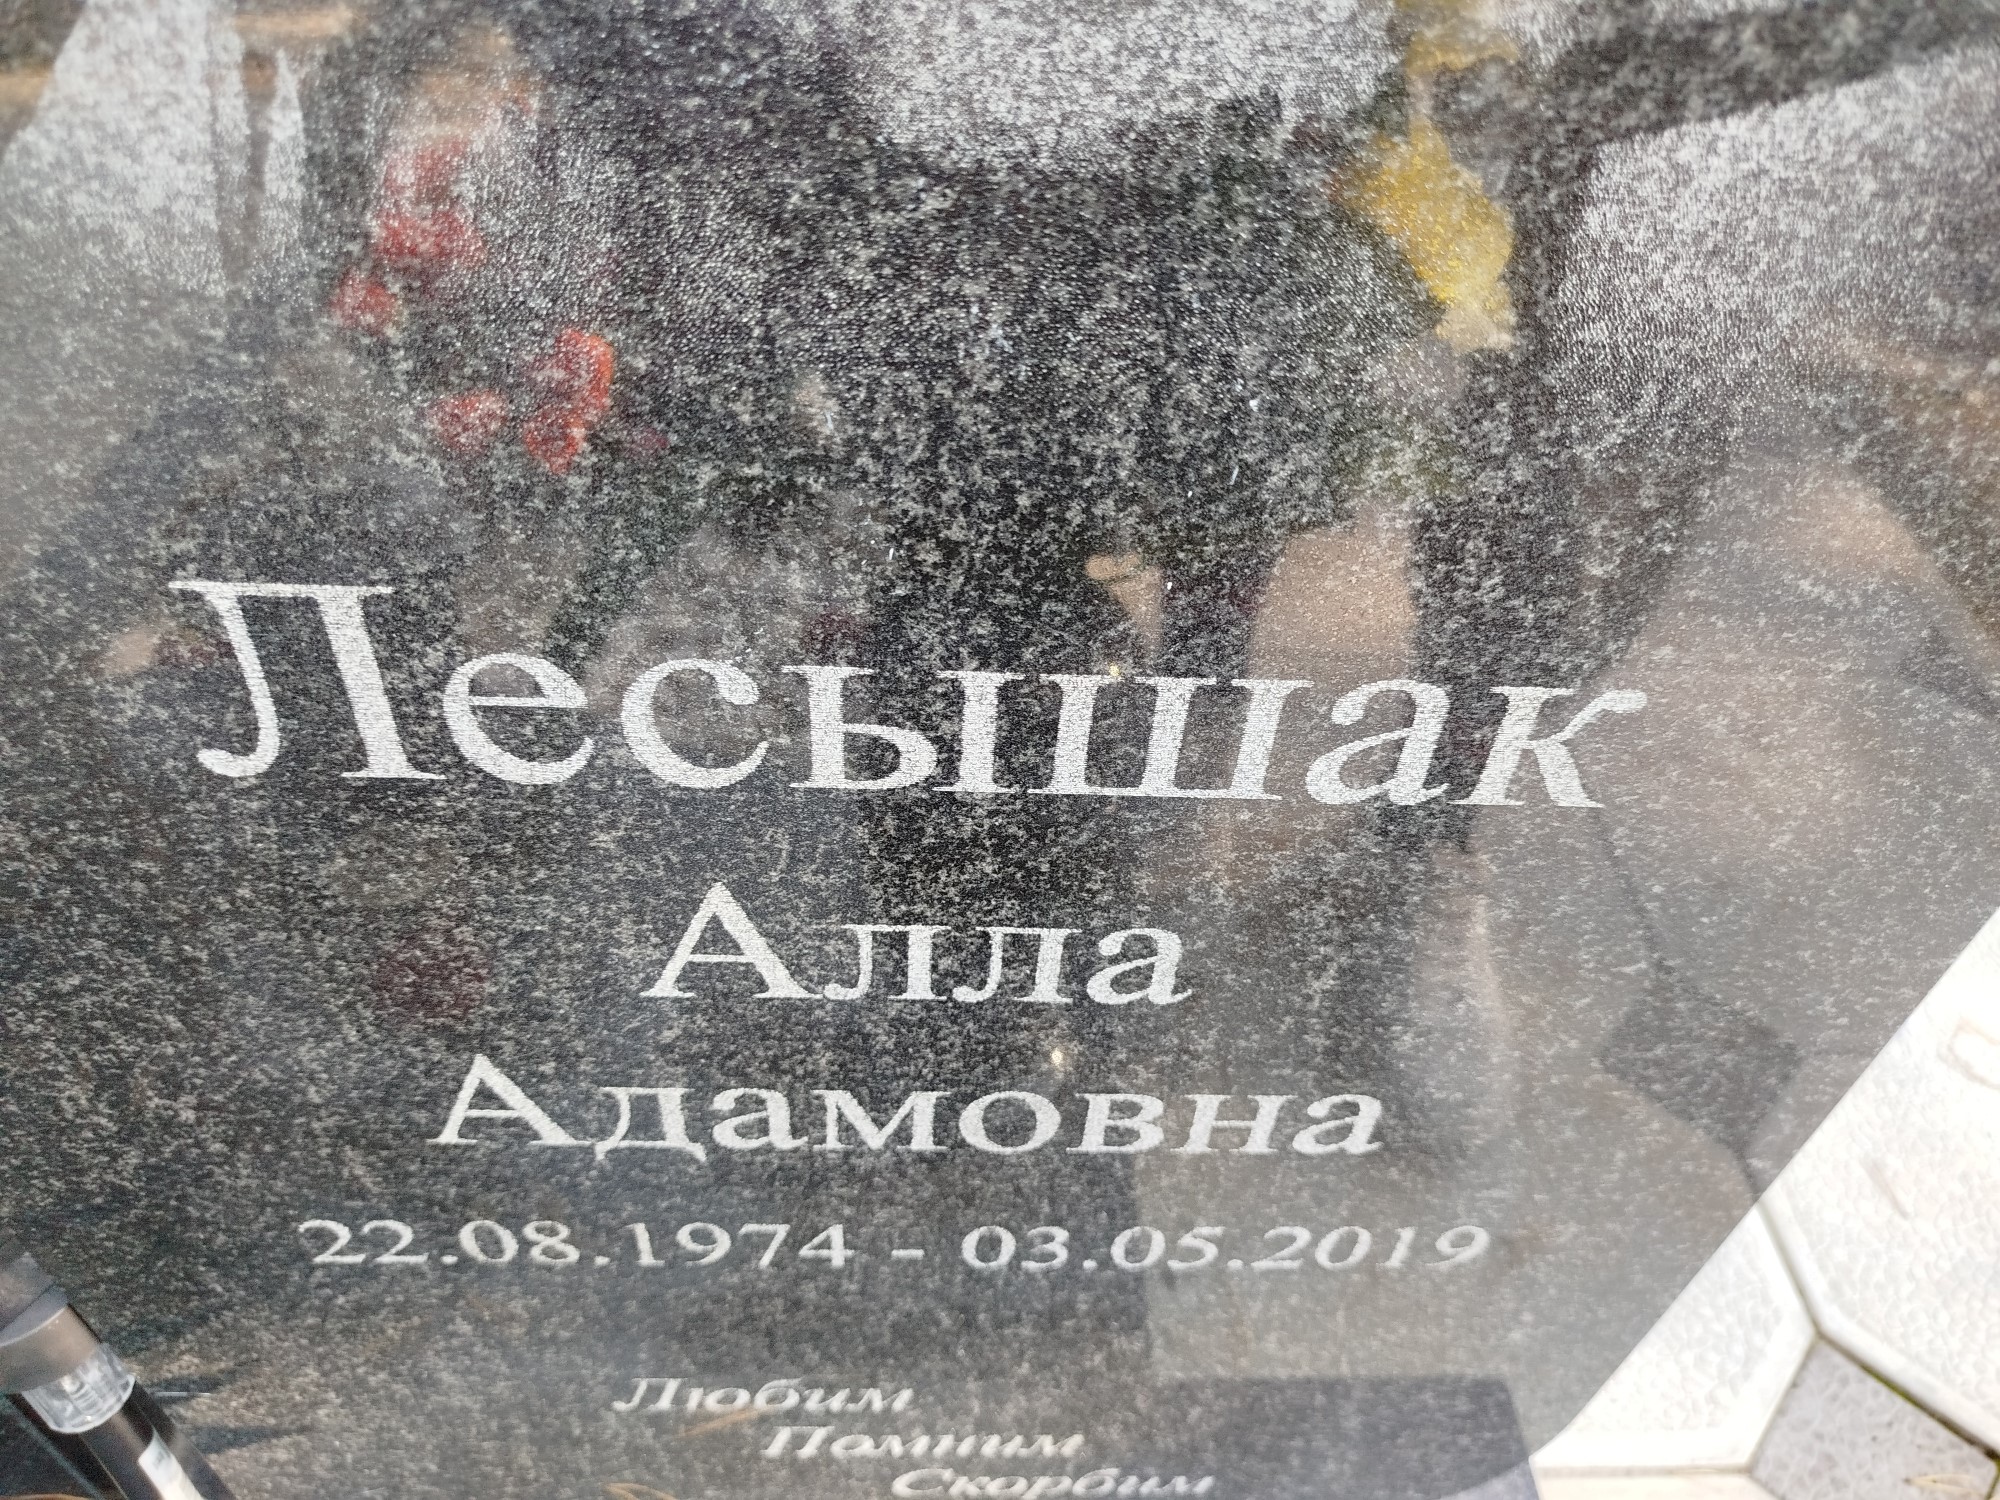 Лесышак
Алла
Адамовна
22.08.1974 - 03.05.2019
Любим
Помним
Скорбим